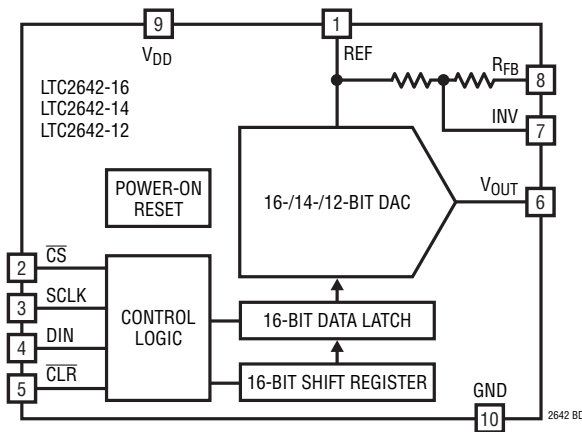 9
1
V_DD
REF
R_FB
8
LTC2642-16
LTC2642-14
LTC2642-12
INV
7
POWER-ON
RESET
16-/14-/12-BIT DAC
V_OUT
6
2
CS
3
SCLK
4
DIN
5
CLR
CONTROL
LOGIC
16-BIT DATA LATCH
16-BIT SHIFT REGISTER
GND
10
2642 BD